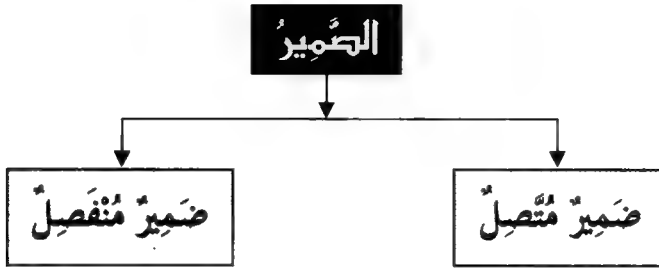 الضَّمِيرُ
ضَمِيرٌ مُتَّصِلٌ
ضَمِيرٌ مُنْفَصِلٌ